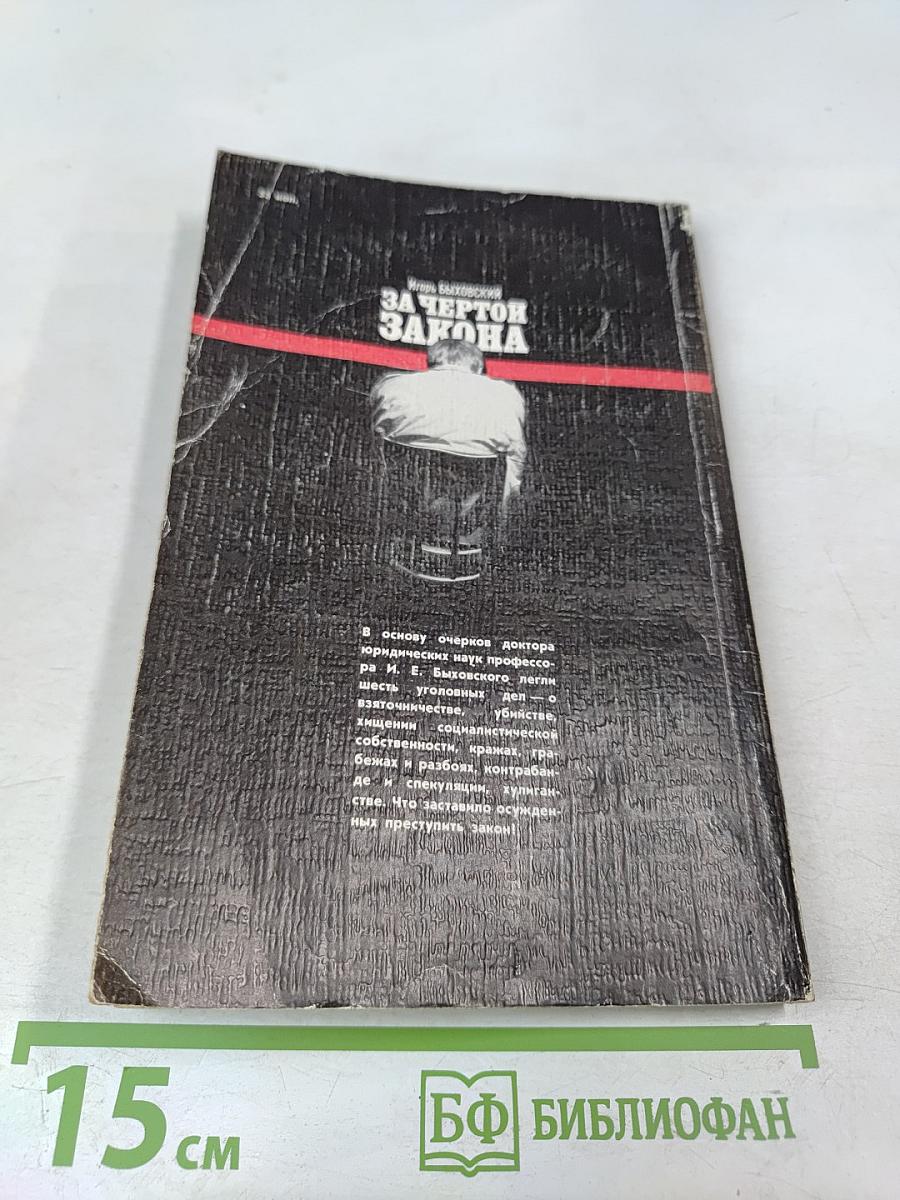 коп.
Игорь БЫХОВСКИЙ
ЗА ЧЕРТОЙ
ЗАКОНА
В основу очерков доктора
юридических наук профессо-
ра И. Е. Быховского легли
шесть уголовных дел — о
взяточничестве, убийстве,
хищении социалистической
собственности, кражах, гра-
бежах и разбоях, контрабан-
де и спекуляции, хулиган-
стве. Что заставило осужден-
ных преступить закон!
15 см
БФ БИБЛИОФАН